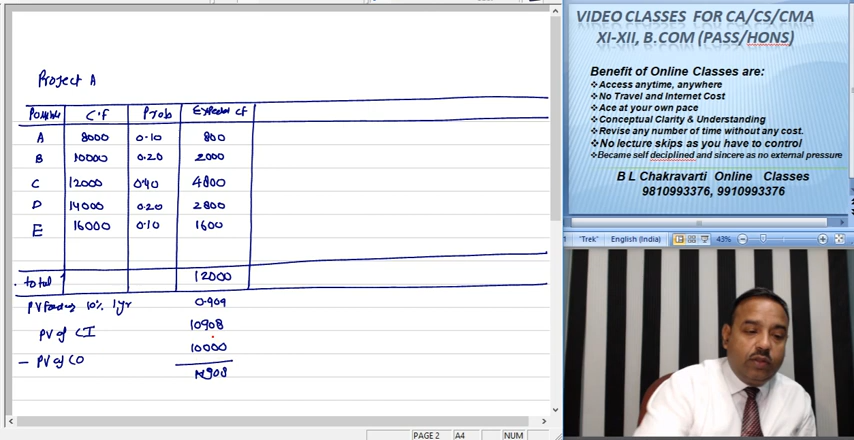 Project A
Possible C.F Prob Expected CF
A 8000 0.10 800
B 10000 0.20 2000
C 12000 0.40 4800
D 14000 0.20 2800
E 16000 0.10 1600
total 12000
10% 1yr 0.909
PV of CI 10908
10000
- PV of CO
908
PAGE 2 A4 NUM
VIDEO CLASSES FOR CA/CS/CMA
XI-XII, B.COM (PASS/HONS)
Benefit of Online Classes are:
•Access anytime, anywhere
•No Travel and Internet Cost
•Ace at your own pace
•Conceptual Clarity & Understanding
•Revise any number of time without any cost.
•No lecture skips as you have to control
•Became self deciplined and sincere as no external pressure
B L Chakravarti Online Classes
9810993376, 9910993376
"Trek" English (India) 43%